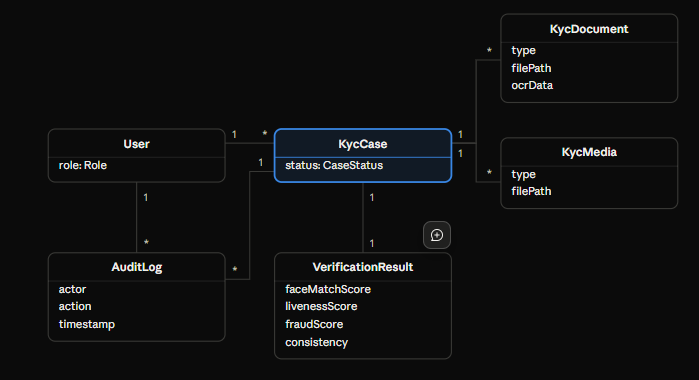 KycDocument
type
filePath
ocrData
*
1
*
1
User
role: Role
KycCase
status: CaseStatus
1
1
*
KycMedia
type
filePath
1
1
*
1
*
AuditLog
actor
action
timestamp
VerificationResult
faceMatchScore
livenessScore
fraudScore
consistency